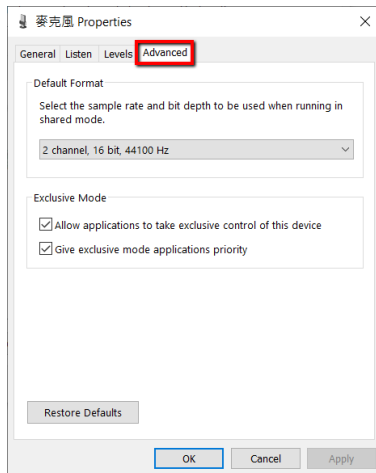 麥克風 Properties
General Listen Levels Advanced
Default Format
Select the sample rate and bit depth to be used when running in
shared mode.
2 channel, 16 bit, 44100 Hz
Exclusive Mode
Allow applications to take exclusive control of this device
Give exclusive mode applications priority
Restore Defaults
OK Cancel Apply